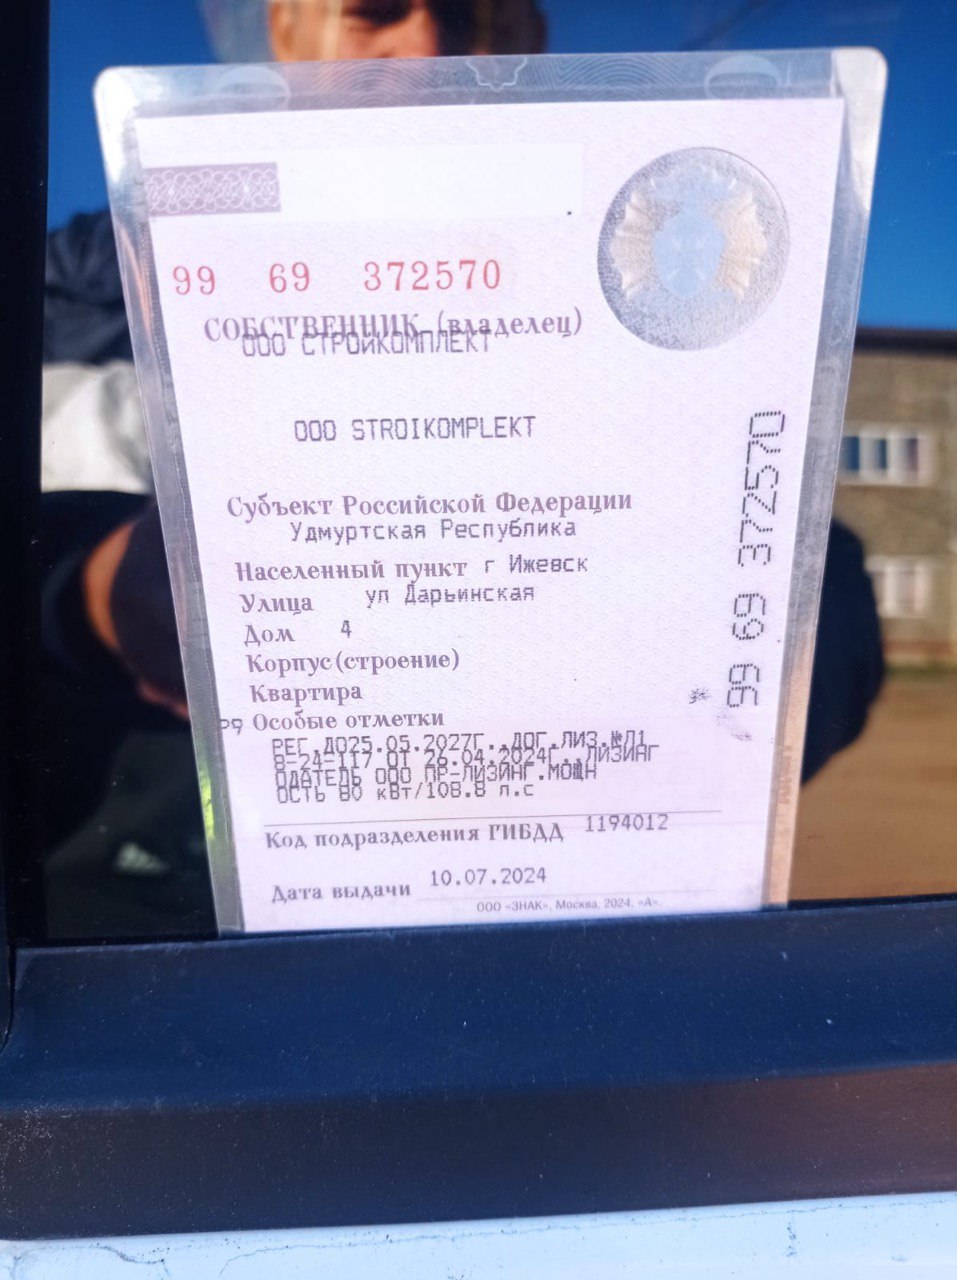 99 69 372570
СОБСТВЕННИК (владелец)
ООО СТРОЙКОМПЛЕКТ
ООО STROIKOMPLEKT
Субъект Российской Федерации
Удмуртская Республика
Населенный пункт г Ижевск
Улица ул Дарьинская
Дом 4
Корпус(строение)
Квартира
Особые отметки
РЕГ.ДО25.05.2027Г.,ДОГ.ЛИЗ.№Л1
8-24-117 ОТ 26.04.2024Г.,ЛИЗИНГ
ОДАТЕЛЬ ООО ПР-ЛИЗИНГ.МОЩН
ОСТЬ 80 кВт/108.8 л.с
Код подразделения ГИБДД 1194012
Дата выдачи 10.07.2024
ООО «ЗНАК», Москва, 2024, «А».
99 69 372570